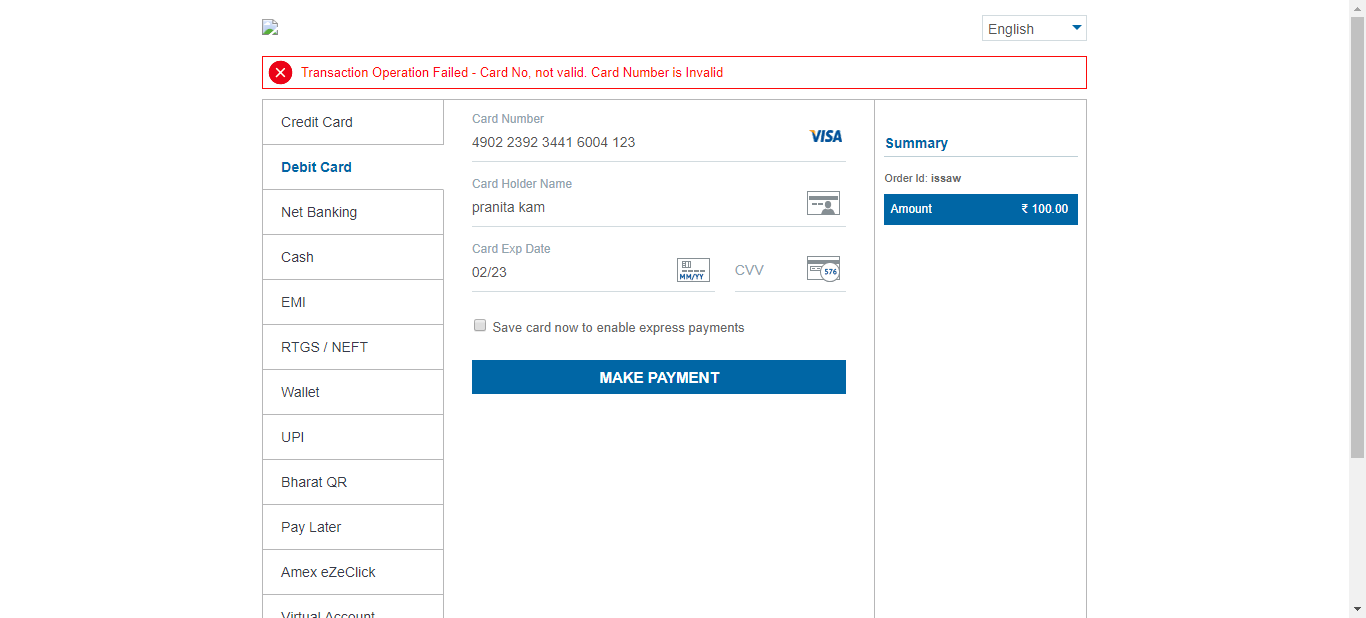 English
Transaction Operation Failed - Card No, not valid. Card Number is Invalid
Credit Card
Debit Card
Net Banking
Cash
EMI
RTGS / NEFT
Wallet
UPI
Bharat QR
Pay Later
Amex eZeClick
Virtual Account
Card Number
4902 2392 3441 6004 123
VISA
Card Holder Name
pranita kam
Card Exp Date
02/23
MM/YY
CVV
576
Save card now to enable express payments
MAKE PAYMENT
Summary
Order Id: issaw
Amount ₹ 100.00